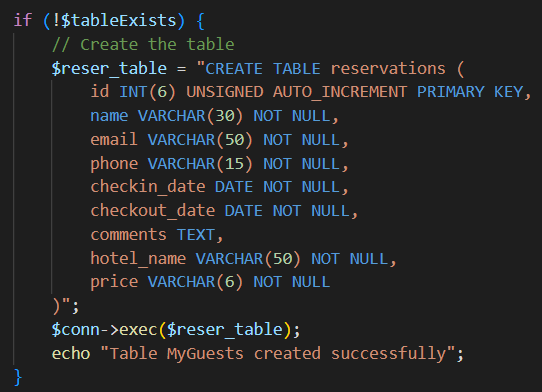 if (!$tableExists) {
// Create the table
$reser_table = "CREATE TABLE reservations (
id INT(6) UNSIGNED AUTO_INCREMENT PRIMARY KEY,
name VARCHAR(30) NOT NULL,
email VARCHAR(50) NOT NULL,
phone VARCHAR(15) NOT NULL,
checkin_date DATE NOT NULL,
checkout_date DATE NOT NULL,
comments TEXT,
hotel_name VARCHAR(50) NOT NULL,
price VARCHAR(6) NOT NULL
)";
$conn->exec($reser_table);
echo "Table MyGuests created successfully";
}